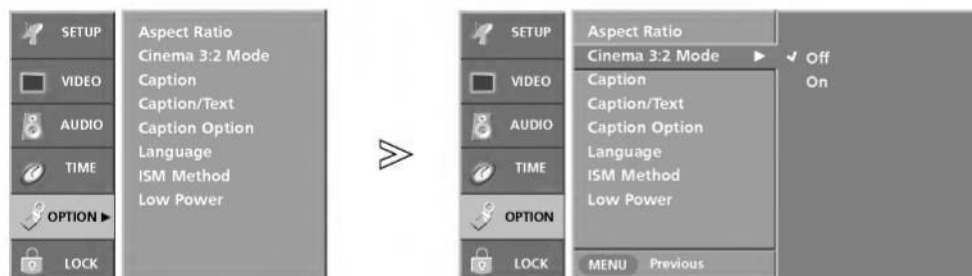 SETUP
VIDEO
AUDIO
TIME
OPTION
LOCK
Aspect Ratio
Cinema 3:2 Mode
Caption
Caption/Text
Caption Option
Language
ISM Method
Low Power
SETUP
VIDEO
AUDIO
TIME
OPTION
LOCK
Aspect Ratio
Cinema 3:2 Mode
Caption
Caption/Text
Caption Option
Language
ISM Method
Low Power
MENU Previous
Off
On